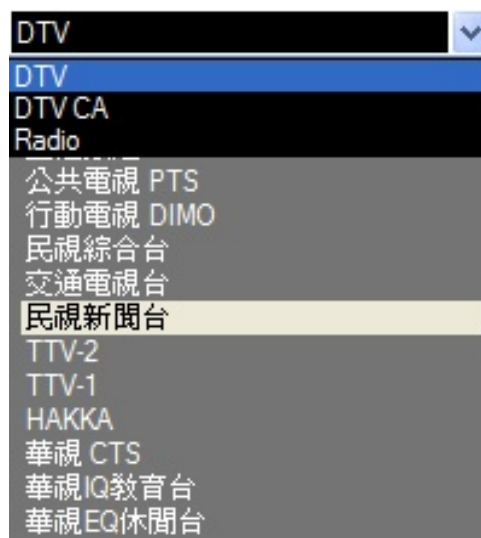 DTV
DTV
DTV CA
Radio
公共電視 PTS
行動電視 DIMO
民視綜合台
交通電視台
民視新聞台
TTV-2
TTV-1
HAKKA
華視 CTS
華視IQ教育台
華視EQ休閒台